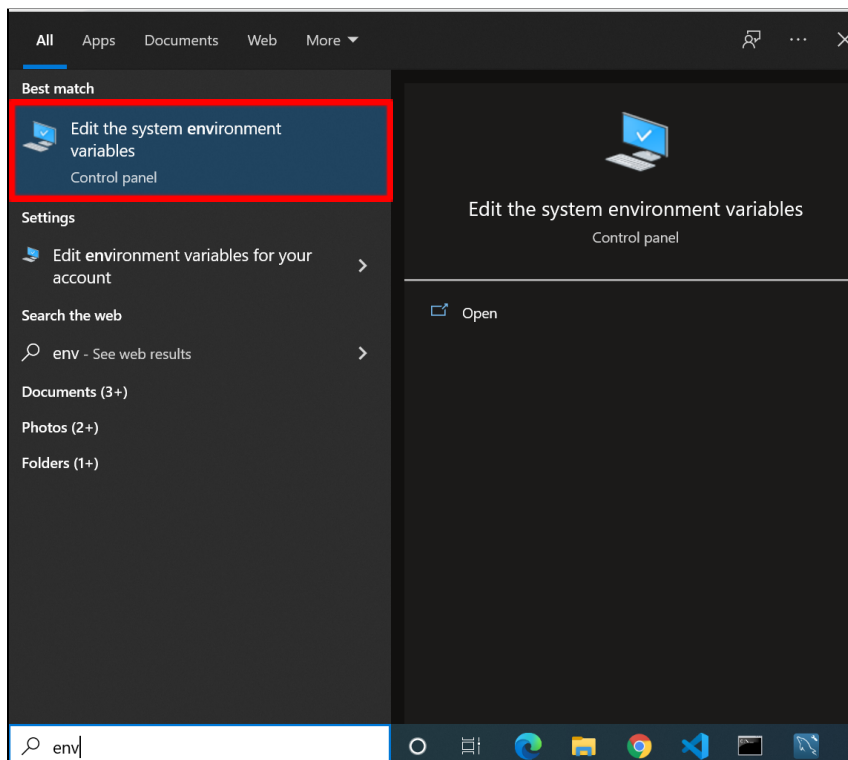 All Apps Documents Web More
Best match
Edit the system environment
variables
Control panel
Settings
Edit environment variables for your
account
Search the web
env - See web results
Documents (3+)
Photos (2+)
Folders (1+)
env
Edit the system environment variables
Control panel
Open